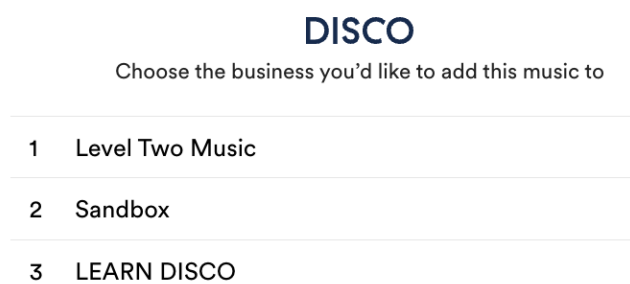 DISCO
Choose the business you’d like to add this music to
1 Level Two Music
2 Sandbox
3 LEARN DISCO